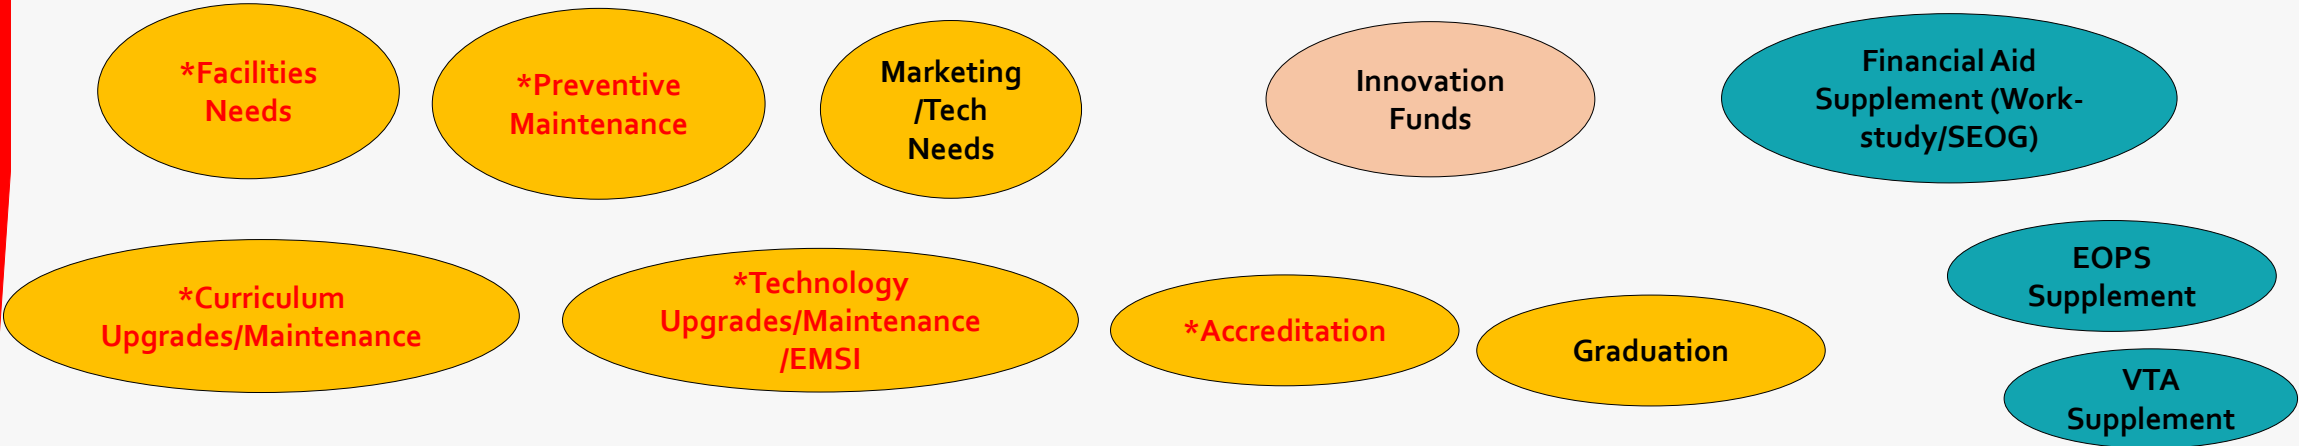 *Facilities
Needs
*Preventive
Maintenance
Marketing
/Tech
Needs
Innovation
Funds
Financial Aid
Supplement (Work-
study/SEOG)
*Curriculum
Upgrades/Maintenance
*Technology
Upgrades/Maintenance
/EMSI
*Accreditation
Graduation
EOPS
Supplement
VTA
Supplement